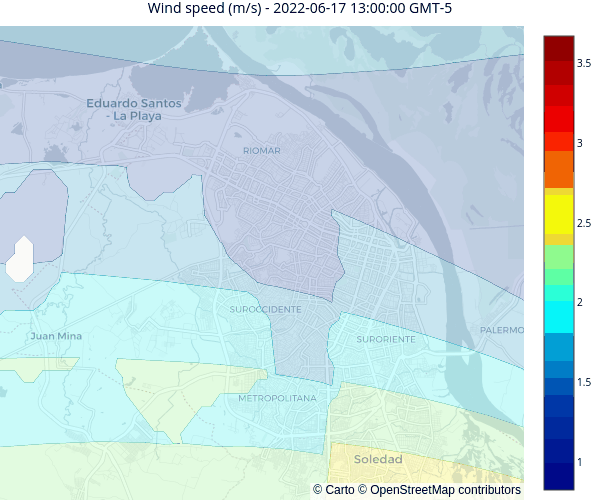 Wind speed (m/s) - 2022-06-17 13:00:00 GMT-5
Eduardo Santos
- La Playa
RIOMAR
SUROCCIDENTE
Juan Mina
SURORIENTE
PALERMO
METROPOLITANA
Soledad
© Carto © OpenStreetMap contributors
3.5
3
2.5
2
1.5
1